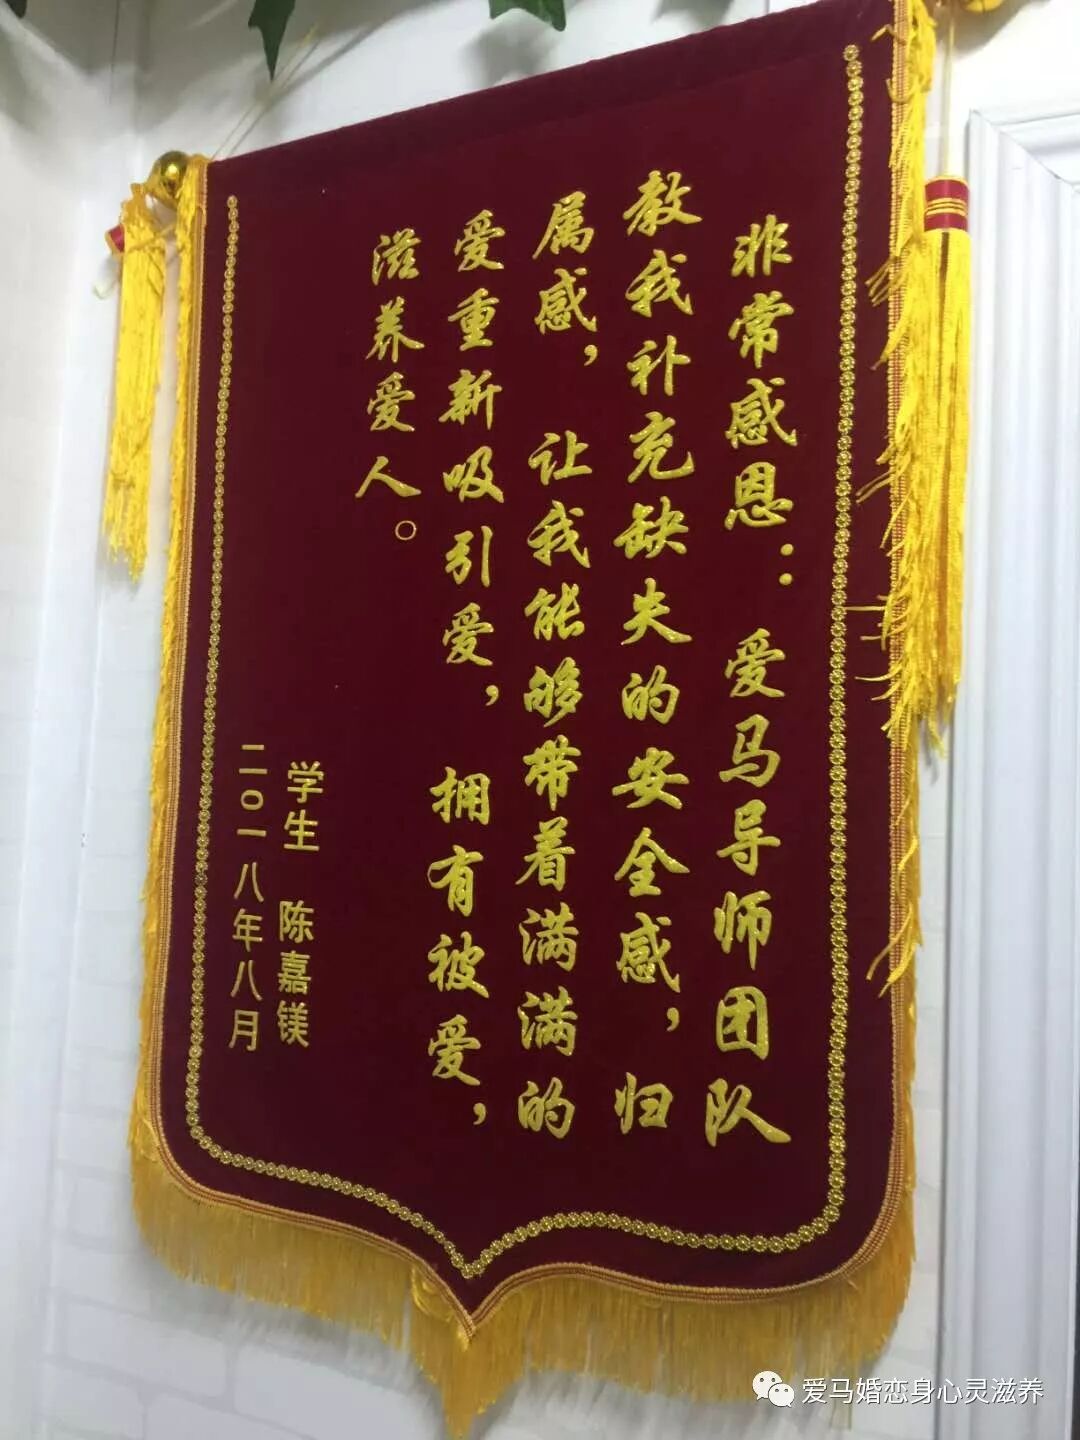 非常感恩： 爱马导师团队
教我补充缺失的安全感，归
属感， 让我能够带着满满的
爱重新吸引爱， 拥有被爱，
滋养爱人。
学生 陈嘉镁
二〇一八年八月
爱马婚恋身心灵滋养